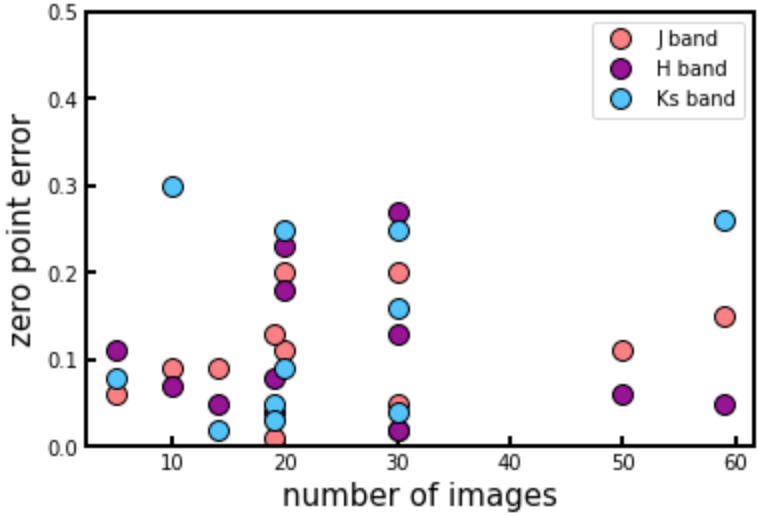 0.5
0.4
0.3
0.2
0.1
0.0
zero point error
J band
H band
Ks band
10 20 30 40 50 60
number of images